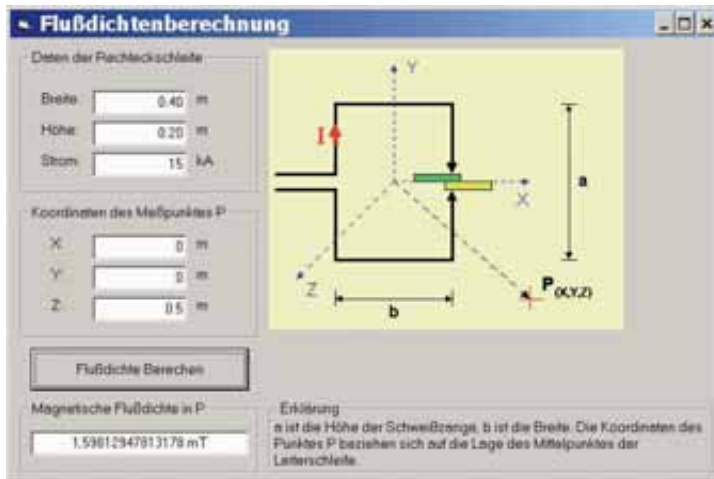 Flußdichtenberechnung
Daten der Rechteckschleife
Breite: 0.40 m
Höhe: 0.20 m
Strom: 15 kA
Koordinaten des Meßpunktes P
X: 0 m
Y: 0 m
Z: 0.5 m
Flußdichte Berechen
Magnetische Flußdichte in P
1,59812947813178 mT
Y
I
X
a
Z
b
P(X,Y,Z)
Erklärung
a ist die Höhe der Schweißzange, b ist die Breite. Die Koordinaten des
Punktes P beziehen sich auf die Lage des Mittelpunktes der
Leiterschleife.